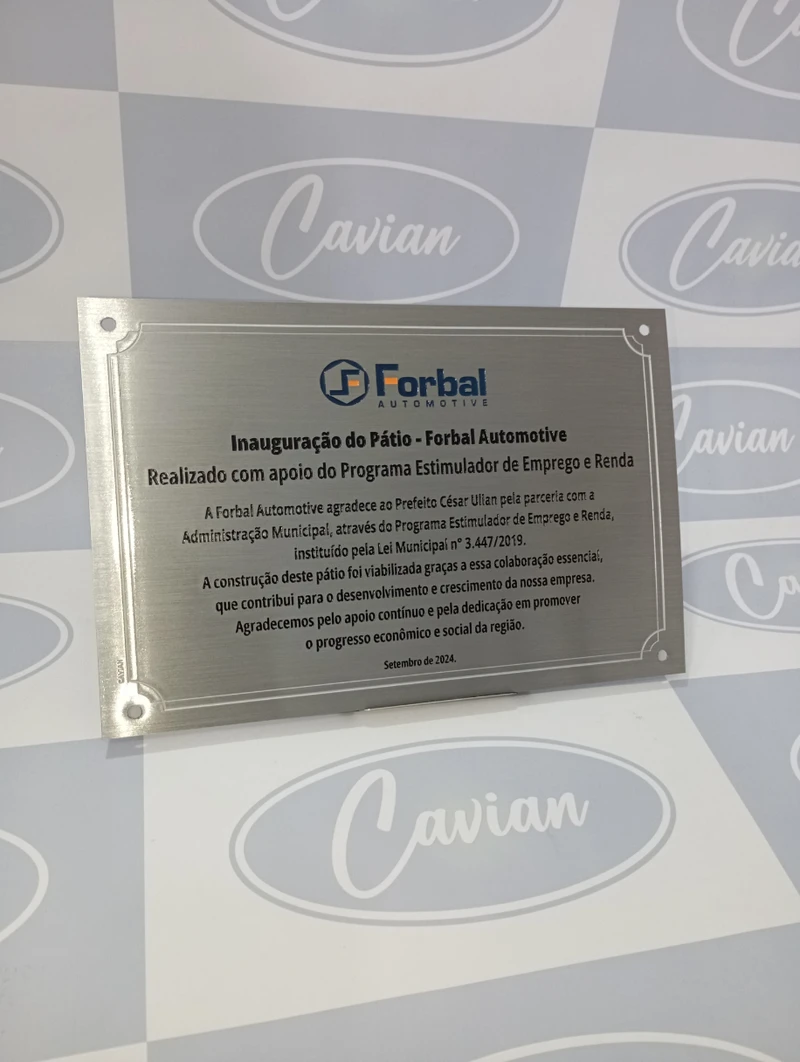 Cavian
Cavian
Forbal
AUTOMOTIVE
Inauguração do Pátio - Forbal Automotive
Realizado com apoio do Programa Estimulador de Emprego e Renda
A Forbal Automotive agradece ao Prefeito César Ulian pela parceria com a
Administração Municipal, através do Programa Estimulador de Emprego e Renda,
instituído pela Lei Municipal nº 3.447/2019.
A construção deste pátio foi viabilizada graças a essa colaboração essencial,
que contribui para o desenvolvimento e crescimento da nossa empresa.
Agradecemos pelo apoio contínuo e pela dedicação em promover
o progresso econômico e social da região.
Setembro de 2024.
CAVIAN
Cavian
Cavian